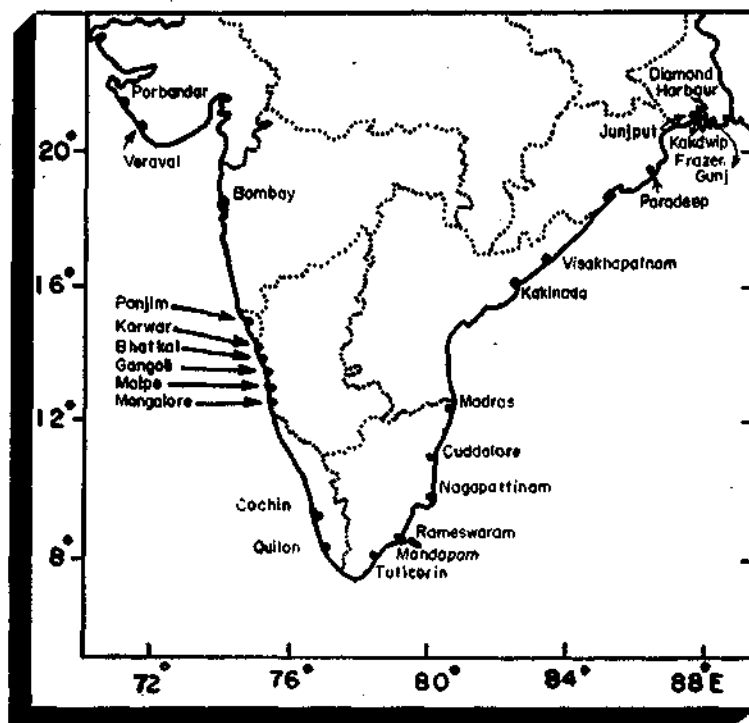 Porbandar
Veraval
Bombay
Panjim
Karwar
Bhatkal
Gangoli
Malpe
Mangalore
Cochin
Quilon
Diamond
Harbour
Junjput
Kakdwip
Frazer
Gunj
Paradeep
Visakhapatnam
Kakinada
Madras
Cuddalore
Nagapattinam
Rameswaram
Mandapam
Tuticorin
20°
16°
12°
8°
72° 76° 80° 84° 88°E